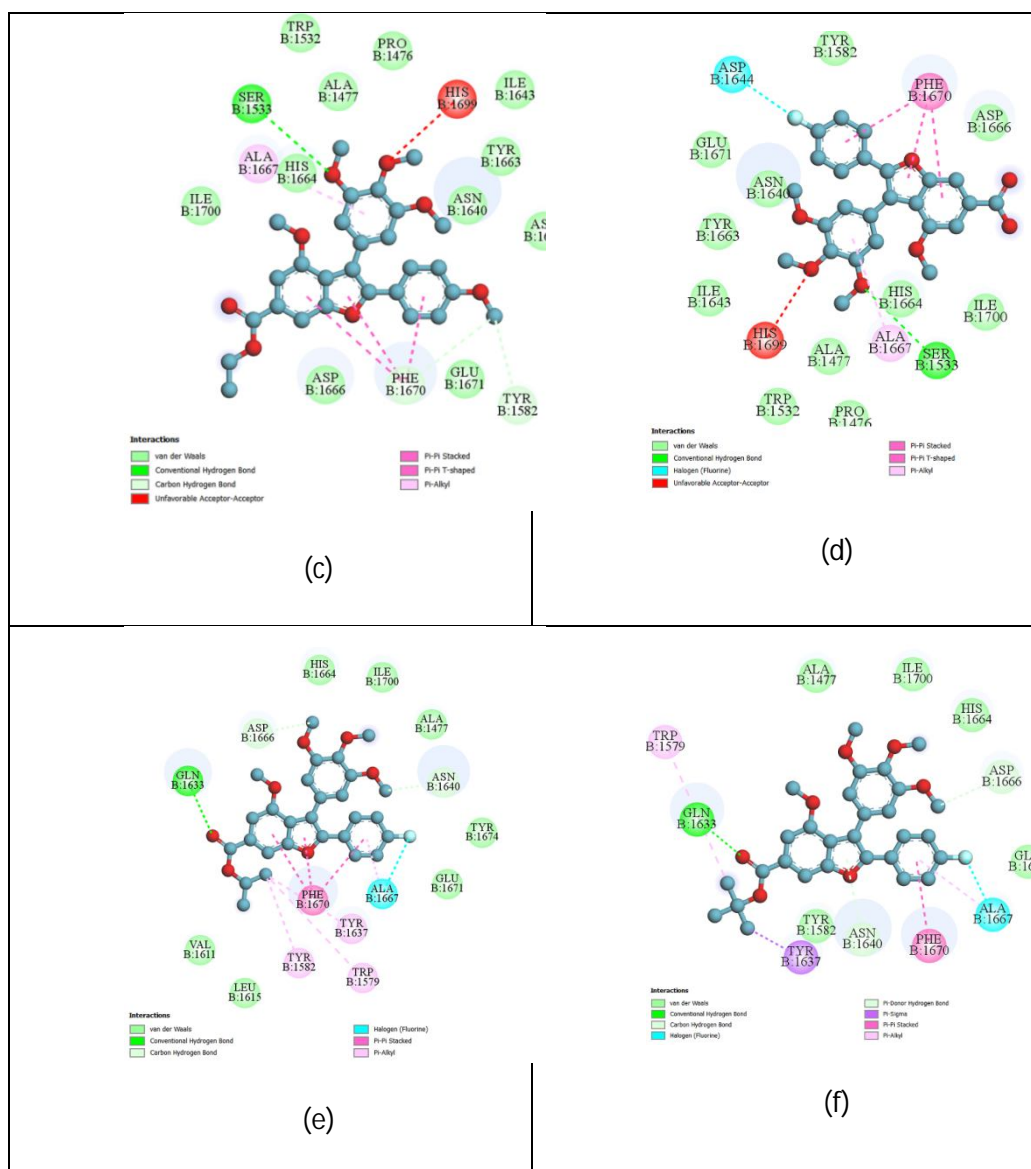 TRP
B:1532
PRO
B:1476
ALA
B:1477
SER
B:1533
HIS
B:1699
ILE
B:1643
ALA
B:1667
HIS
B:1664
TYR
B:1663
ILE
B:1700
ASN
B:1640
ASP
B:1666
PHE
B:1670
GLU
B:1671
TYR
B:1582
Interactions
van der Waals
Conventional Hydrogen Bond
Carbon Hydrogen Bond
Unfavorable Acceptor-Acceptor
Pi-Pi Stacked
Pi-Pi T-shaped
Pi-Alkyl
(c)
TYR
B:1582
ASP
B:1644
PHE
B:1670
ASP
B:1666
GLU
B:1671
ASN
B:1640
TYR
B:1663
ILE
B:1643
HIS
B:1664
ILE
B:1700
HIS
B:1699
ALA
B:1477
ALA
B:1667
SER
B:1533
TRP
B:1532
PRO
B:1476
Interactions
van der Waals
Conventional Hydrogen Bond
Halogen (Fluorine)
Unfavorable Acceptor-Acceptor
Pi-Pi Stacked
Pi-Pi T-shaped
Pi-Alkyl
(d)
HIS
B:1664
ILE
B:1700
ASP
B:1666
ALA
B:1477
GLN
B:1633
ASN
B:1640
TYR
B:1674
GLU
B:1671
PHE
B:1670
ALA
B:1667
TYR
B:1637
VAL
B:1611
TYR
B:1582
TRP
B:1579
LEU
B:1615
Interactions
van der Waals
Conventional Hydrogen Bond
Carbon Hydrogen Bond
Halogen (Fluorine)
Pi-Pi Stacked
Pi-Alkyl
(e)
ALA
B:1477
ILE
B:1700
HIS
B:1664
TRP
B:1579
ASP
B:1666
GLN
B:1633
TYR
B:1582
ASN
B:1640
TYR
B:1637
PHE
B:1670
ALA
B:1667
Interactions
van der Waals
Conventional Hydrogen Bond
Carbon Hydrogen Bond
Halogen (Fluorine)
Pi-Donor Hydrogen Bond
Pi-Sigma
Pi-Pi Stacked
Pi-Alkyl
(f)